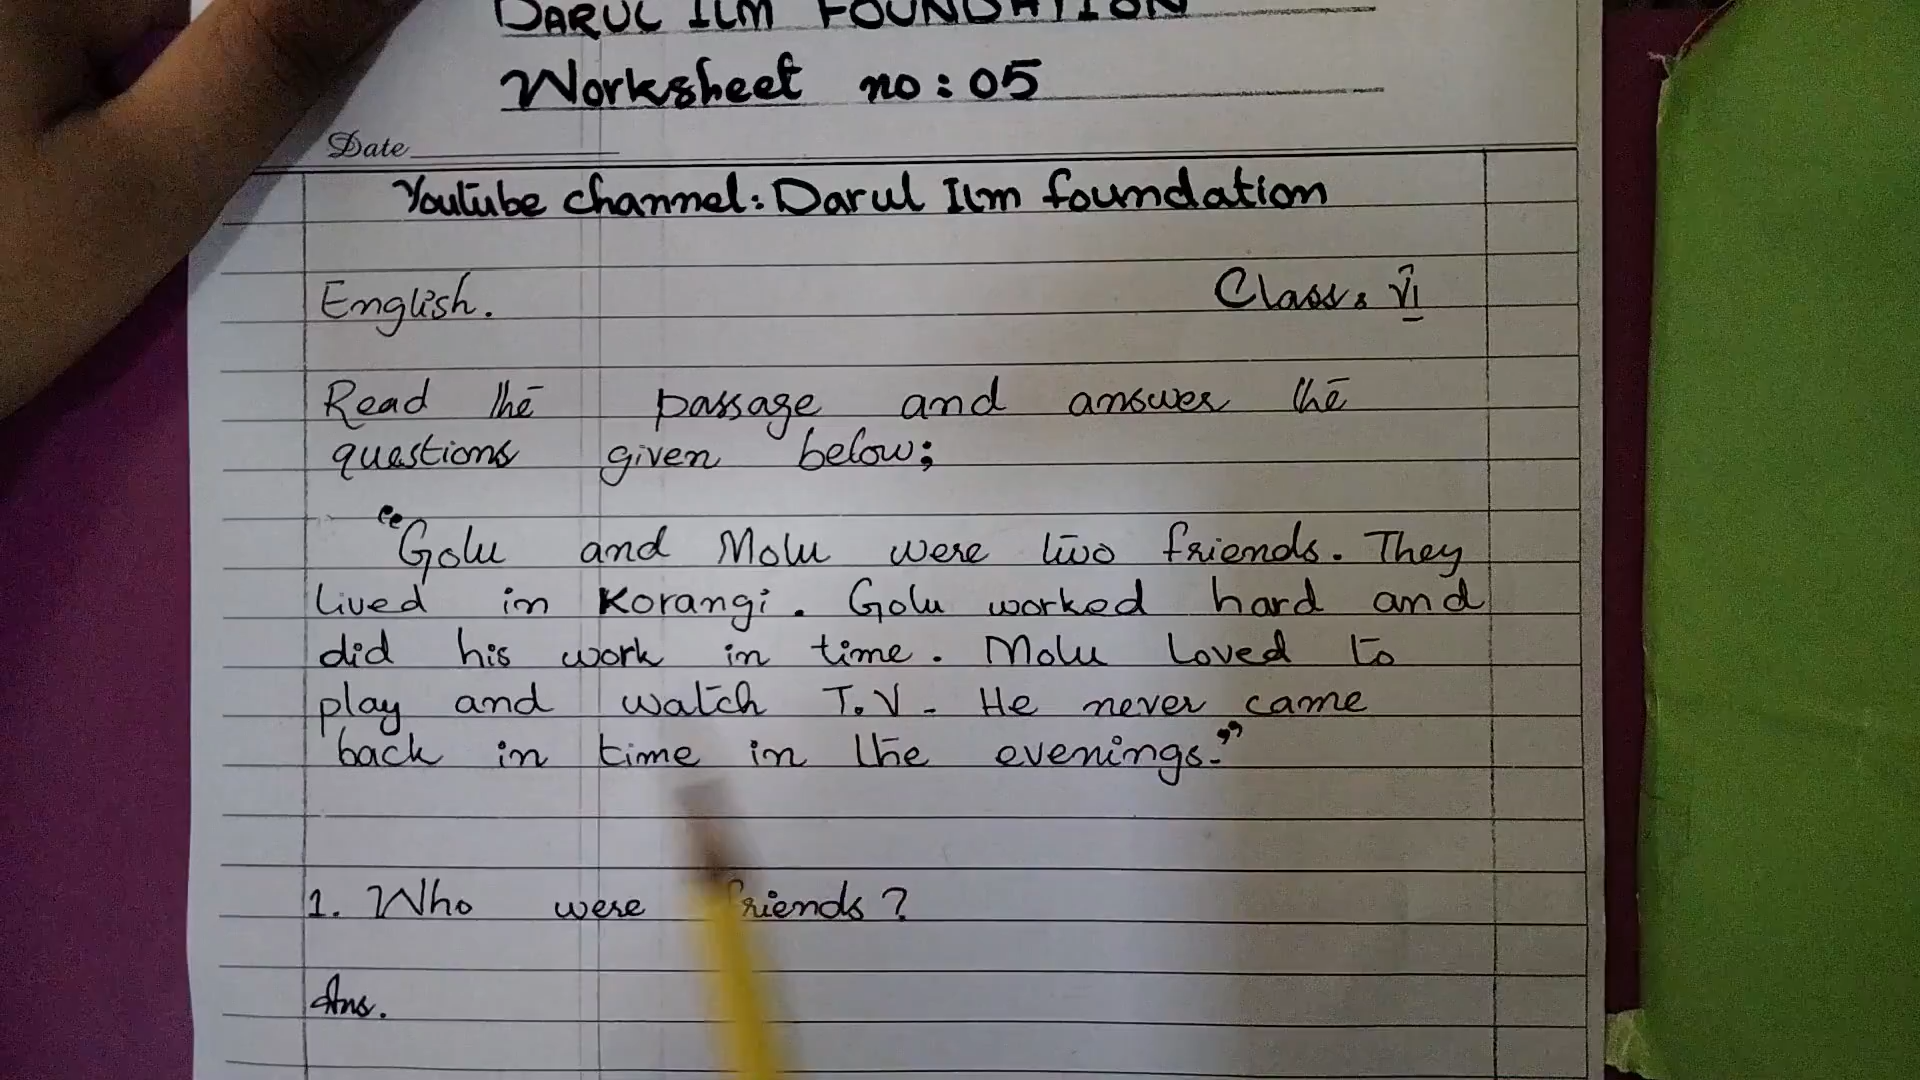 DARUL ILM FOUNDATION
Worksheet no: 05
Date
Youtube channel: Darul Ilm foundation
English.
Class: VI
Read the passage and answer the
questions given below;
"Golu and Molu were two friends. They
lived in Korangi. Golu worked hard and
did his work in time. Molu loved to
play and watch T.V. He never came
back in time in the evenings."
1. Who were friends?
Ans.